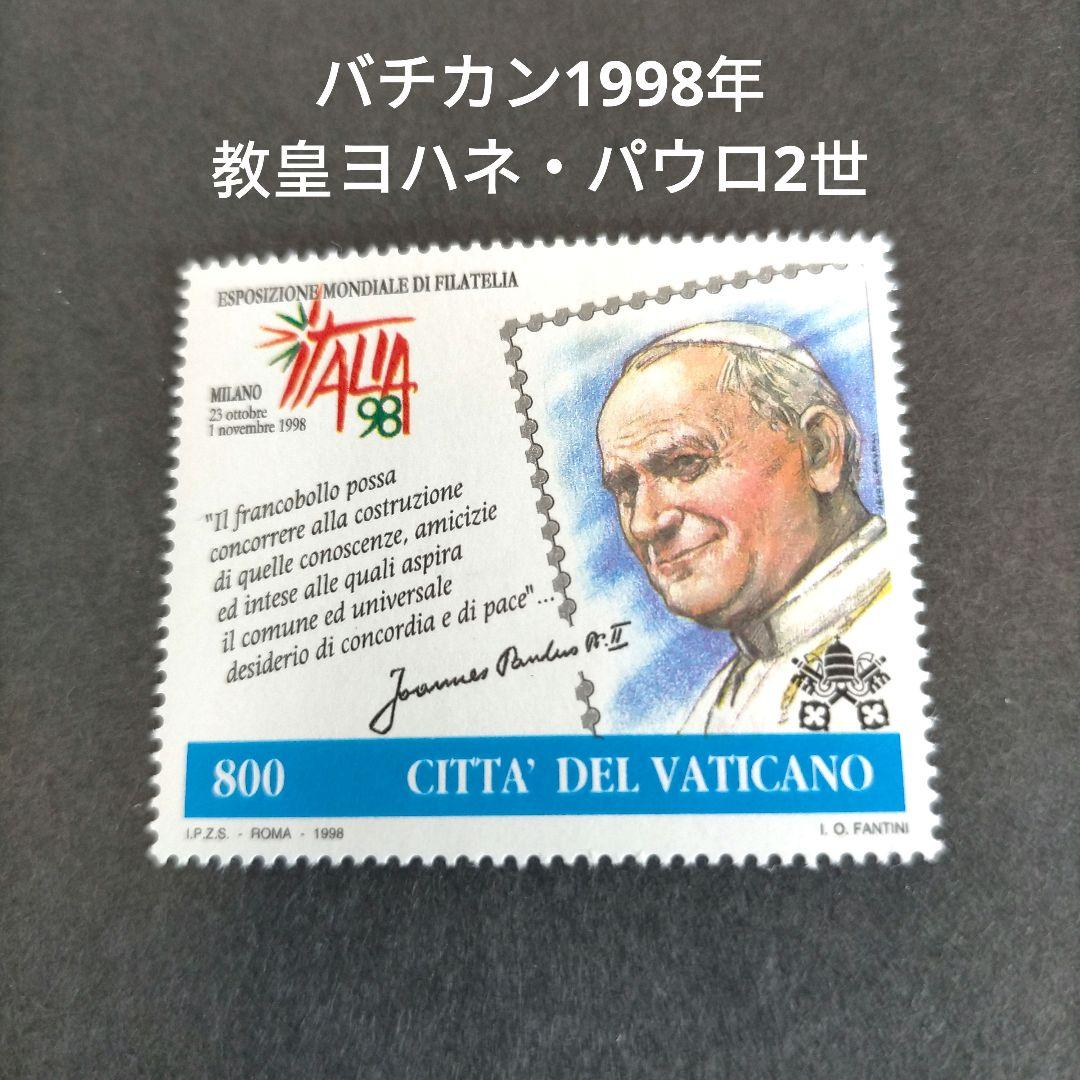 バチカン1998年
教皇ヨハネ・パウロ2世
ESPOSIZIONE MONDIALE DI FILATELIA
ITALIA
98
MILANO
23 ottobre
1 novembre 1998
"Il francobollo possa
concorrere alla costruzione
di quelle conoscenze, amicizie
ed intese alle quali aspira
il comune ed universale
desiderio di concordia e di pace"...
Joannes Paulus PP. II
800 CITTA' DEL VATICANO
I.P.Z.S. - ROMA - 1998
I. O. FANTINI